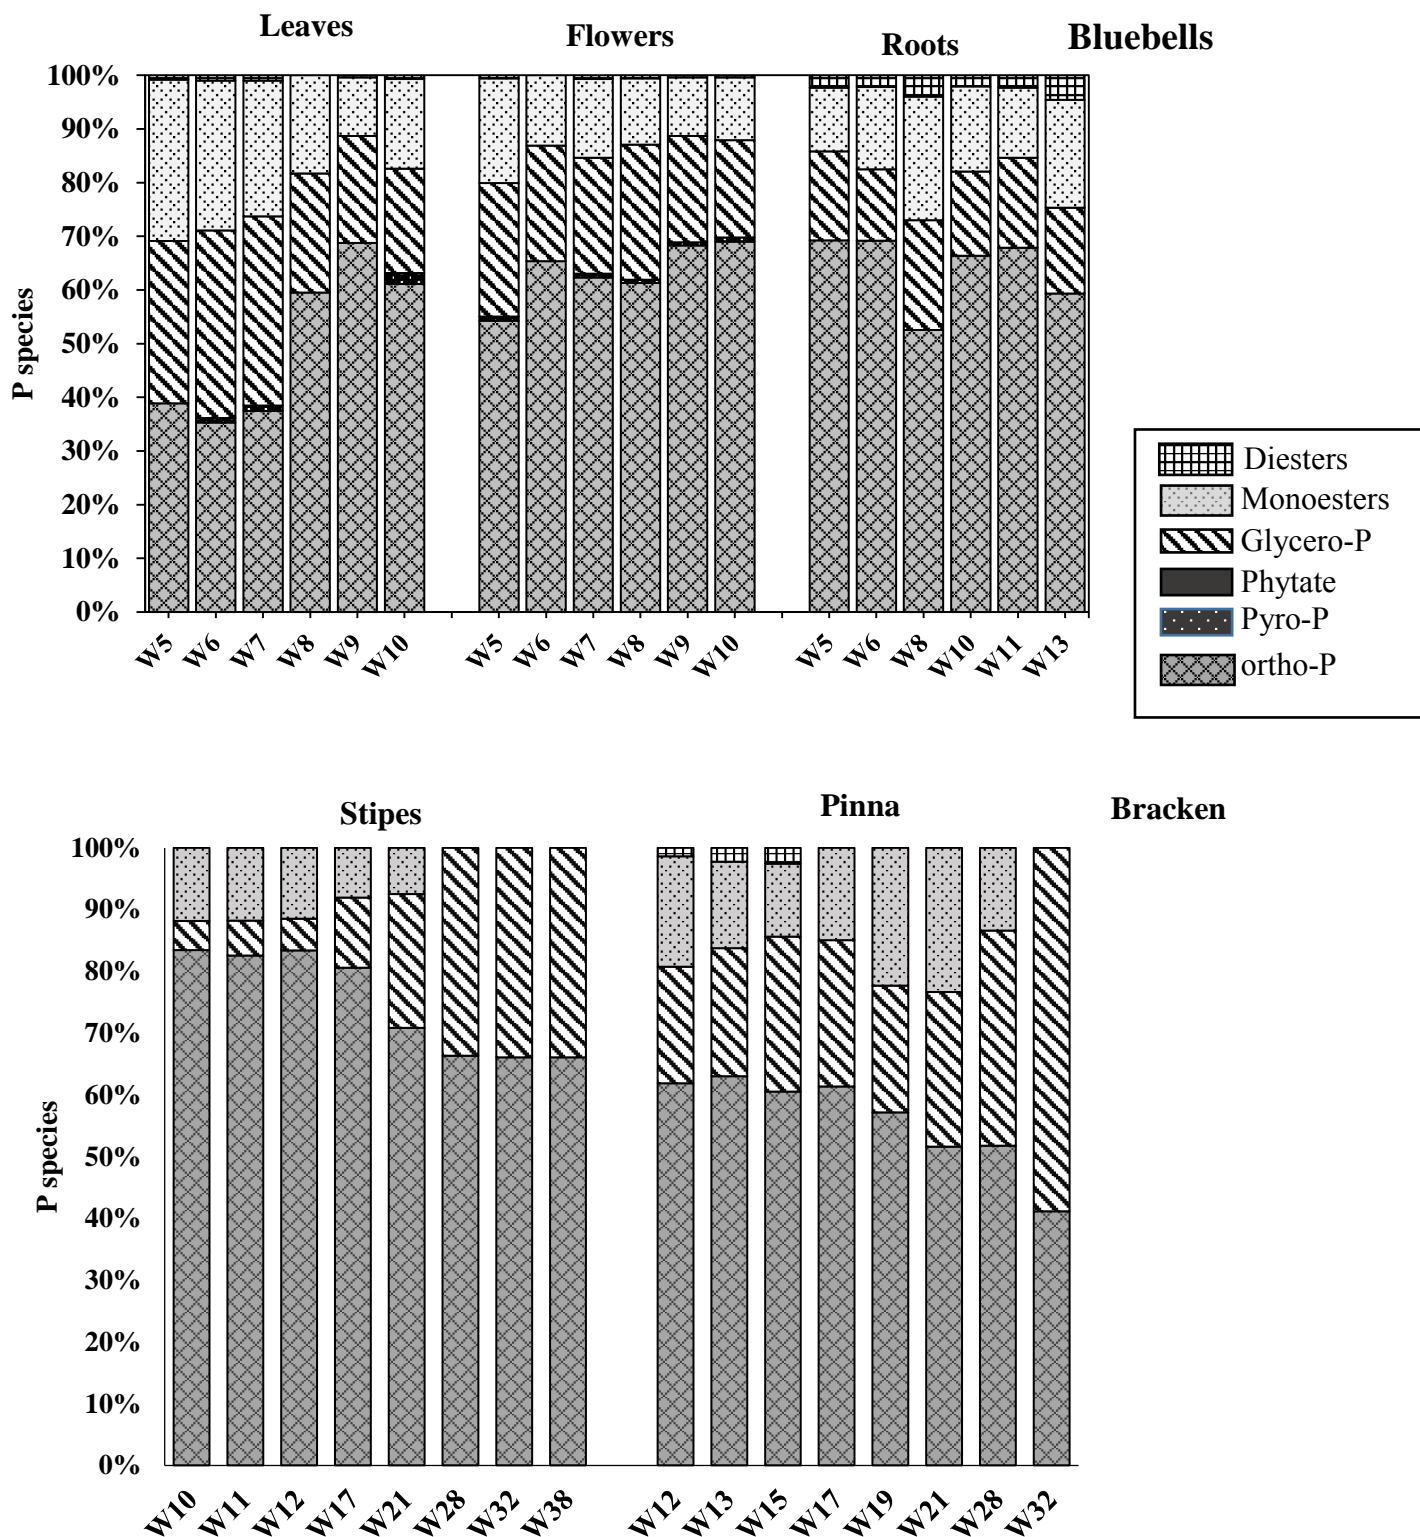 Leaves
Flowers
Roots
Bluebells
100%
90%
80%
70%
60%
50%
40%
30%
20%
10%
0%
P species
W5 W6 W7 W8 W9 W10 W5 W6 W7 W8 W9 W10 W5 W6 W8 W10 W11 W13
Diesters
Monoesters
Glycero-P
Phytate
Pyro-P
ortho-P
Stipes
Pinna
Bracken
100%
90%
80%
70%
60%
50%
40%
30%
20%
10%
0%
P species
W10 W11 W12 W17 W21 W28 W32 W38 W12 W13 W15 W17 W19 W21 W28 W32